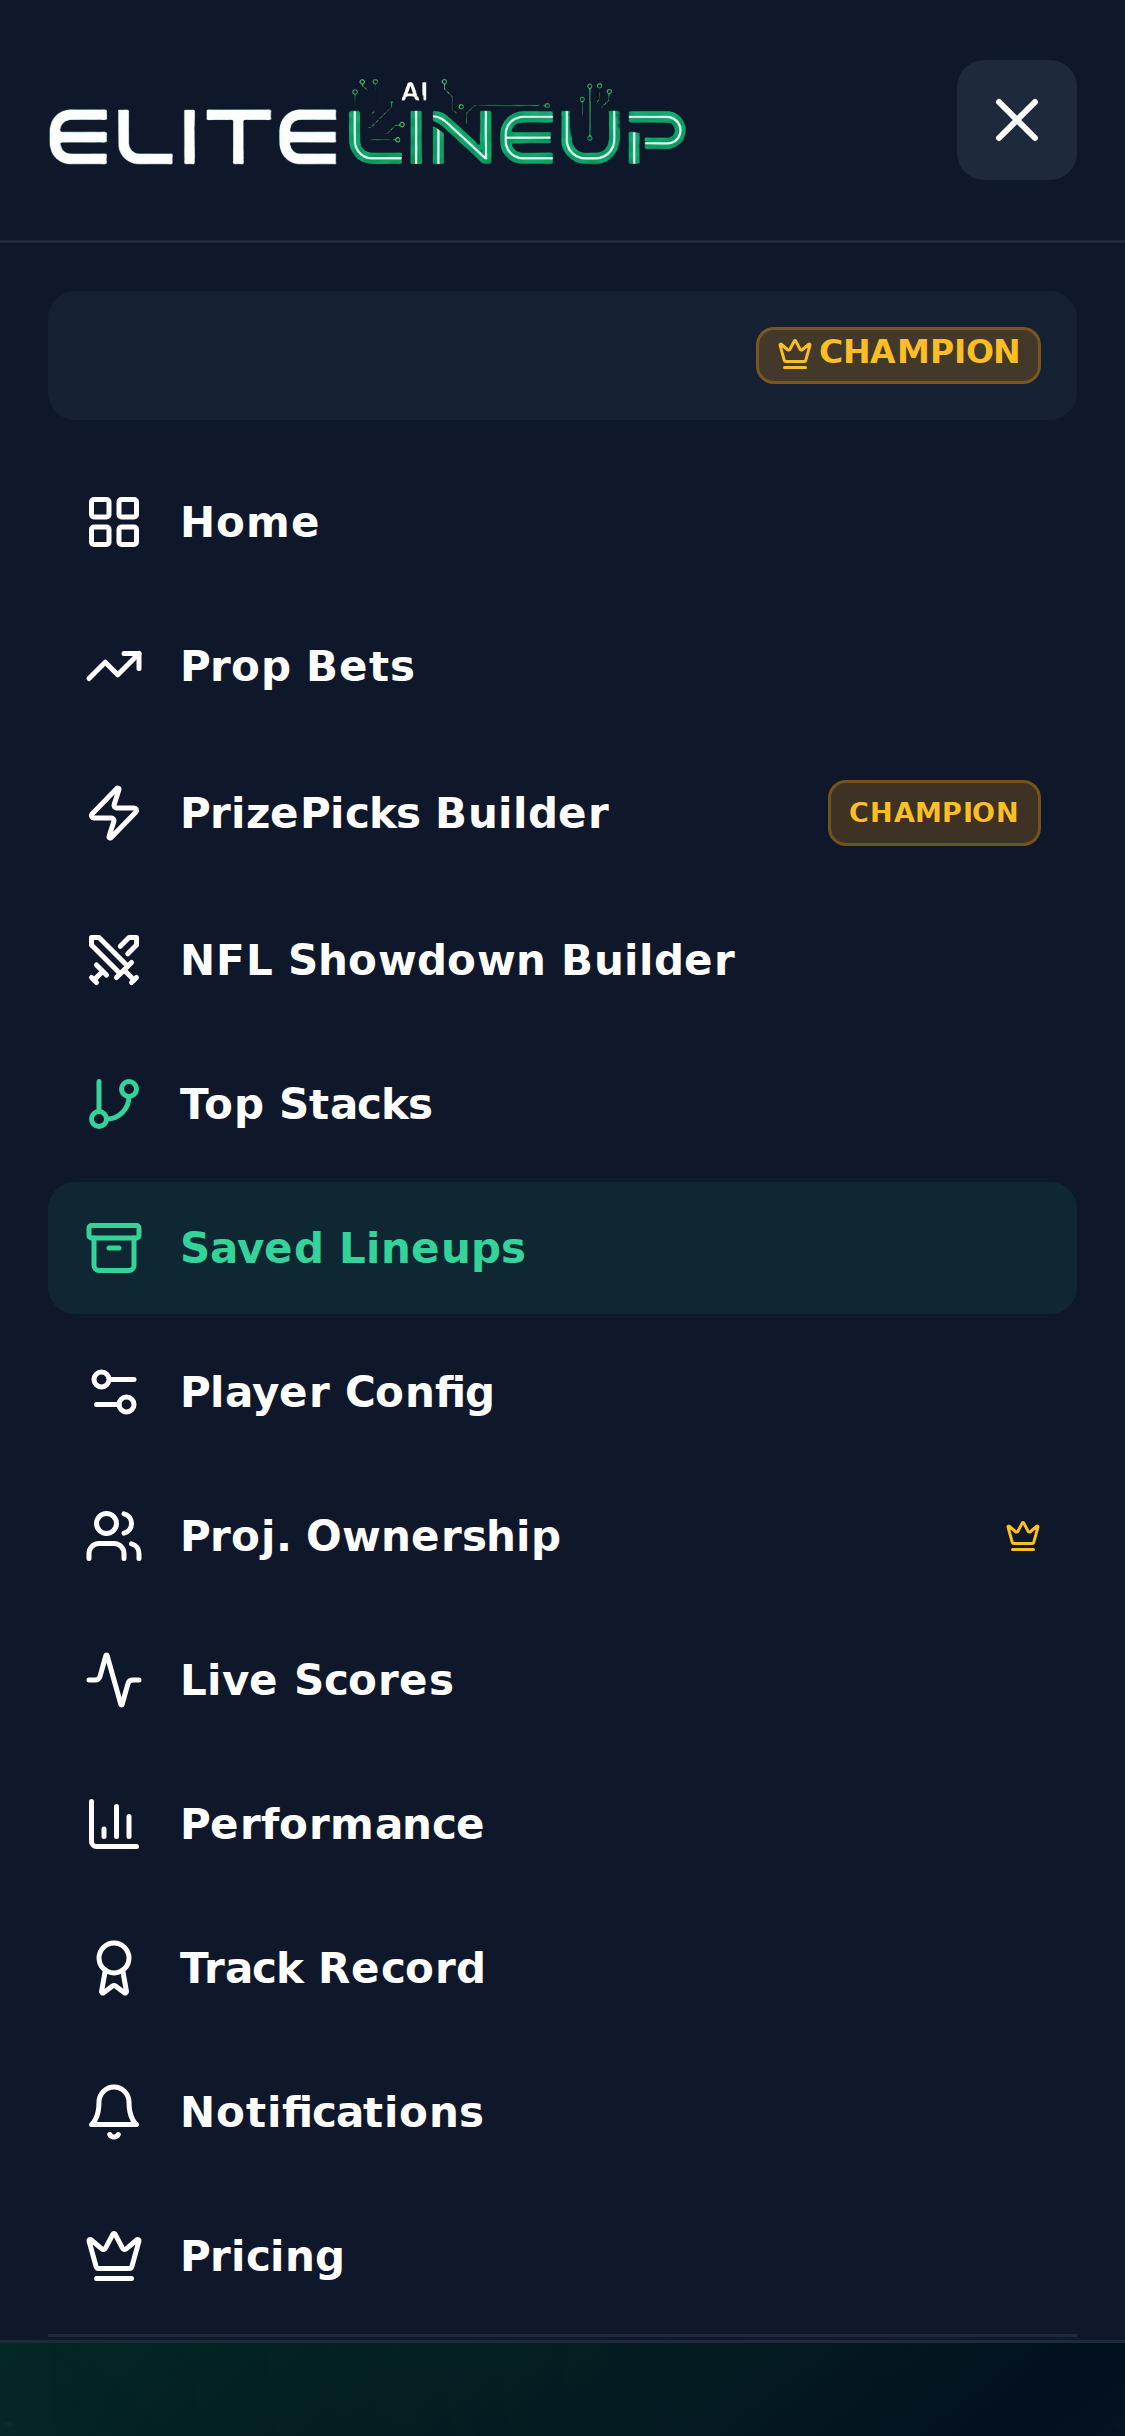 ELITELINEUP
AI
CHAMPION
Home
Prop Bets
PrizePicks Builder
CHAMPION
NFL Showdown Builder
Top Stacks
Saved Lineups
Player Config
Proj. Ownership
Live Scores
Performance
Track Record
Notifications
Pricing